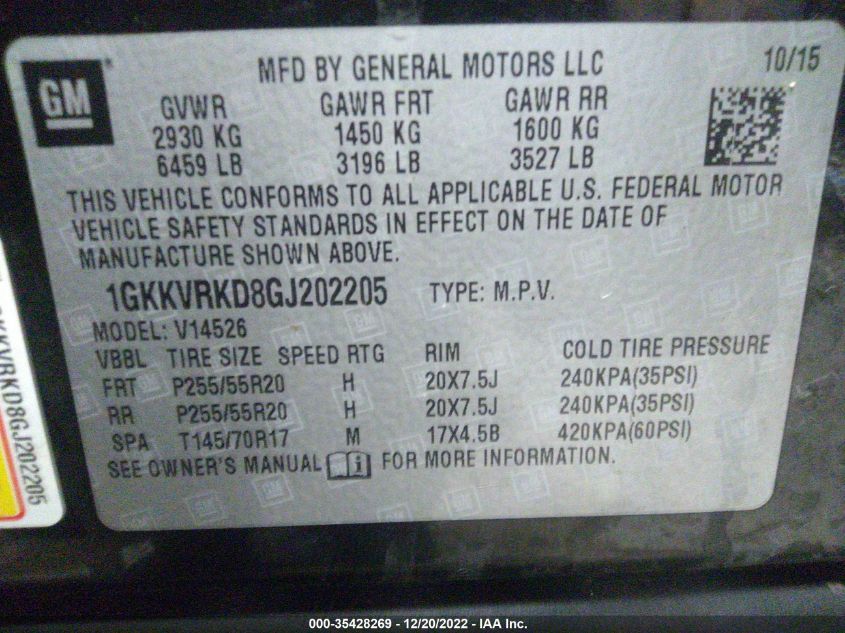 GM
MFD BY GENERAL MOTORS LLC
10/15
GVWR GAWR FRT GAWR RR
2930 KG 1450 KG 1600 KG
6459 LB 3196 LB 3527 LB
THIS VEHICLE CONFORMS TO ALL APPLICABLE U.S. FEDERAL MOTOR
VEHICLE SAFETY STANDARDS IN EFFECT ON THE DATE OF
MANUFACTURE SHOWN ABOVE.
1GKKVRKD8GJ202205 TYPE: M.P.V.
MODEL: V14526
VBBL TIRE SIZE SPEED RTG RIM COLD TIRE PRESSURE
FRT P255/55R20 H 20X7.5J 240KPA(35PSI)
RR P255/55R20 H 20X7.5J 240KPA(35PSI)
SPA T145/70R17 M 17X4.5B 420KPA(60PSI)
SEE OWNER'S MANUAL FOR MORE INFORMATION.
KKVRKD8GJ202205
000-35428269 - 12/20/2022 - IAA Inc.